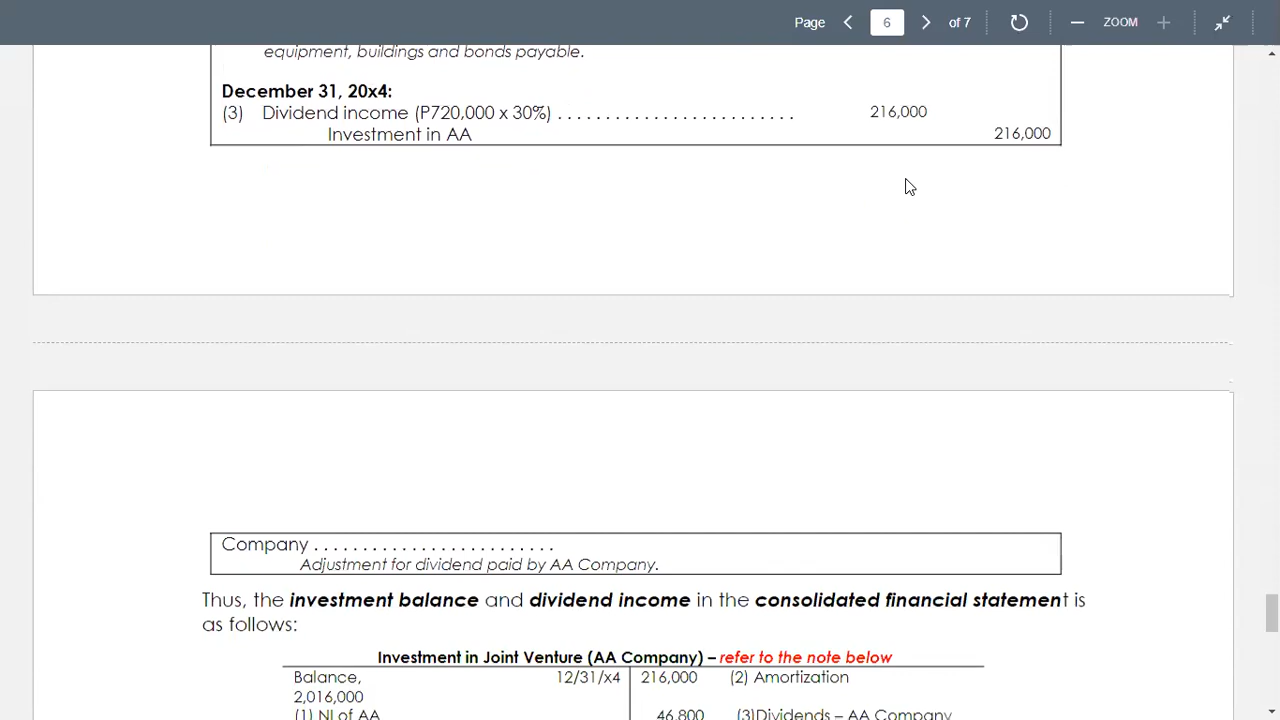 Page 6 of 7 ZOOM
equipment, buildings and bonds payable.
December 31, 20x4:
(3) Dividend income (P720,000 x 30%) . . . . . . . . . . . . . . . . . . . . . . . . . 216,000
Investment in AA 216,000
Company . . . . . . . . . . . . . . . . . . . . . . . . .
Adjustment for dividend paid by AA Company.
Thus, the investment balance and dividend income in the consolidated financial statement is
as follows:
Investment in Joint Venture (AA Company) – refer to the note below
Balance, 12/31/x4 216,000 (2) Amortization
2,016,000
(1) NI of AA 46,800 (3)Dividends – AA Company